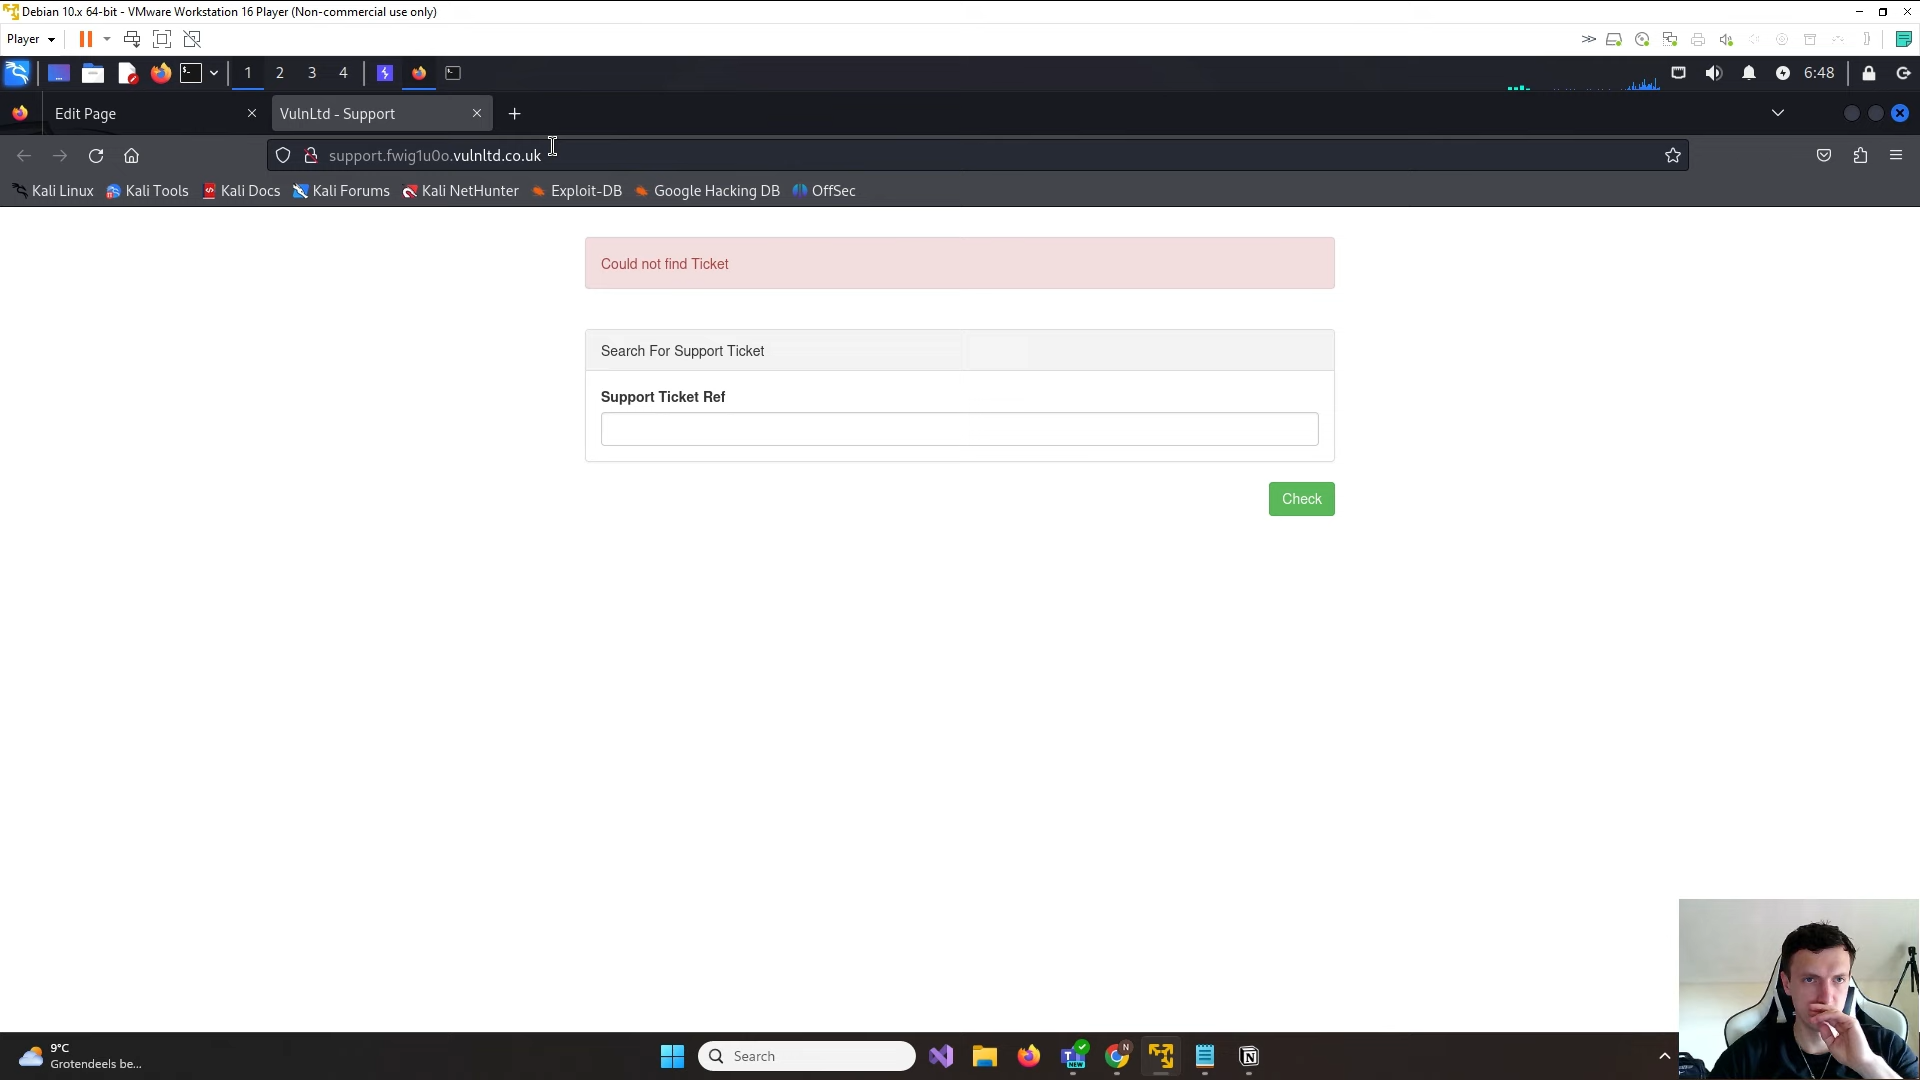 Debian 10.x 64-bit - VMware Workstation 16 Player (Non-commercial use only)
Player
1 2 3 4
6:48
Edit Page
VulnLtd - Support
support.fwig1u0o.vulnltd.co.uk
Kali Linux
Kali Tools
Kali Docs
Kali Forums
Kali NetHunter
Exploit-DB
Google Hacking DB
OffSec
Could not find Ticket
Search For Support Ticket
Support Ticket Ref
Check
9°C
Grotendeels be...
Search
NEW
N